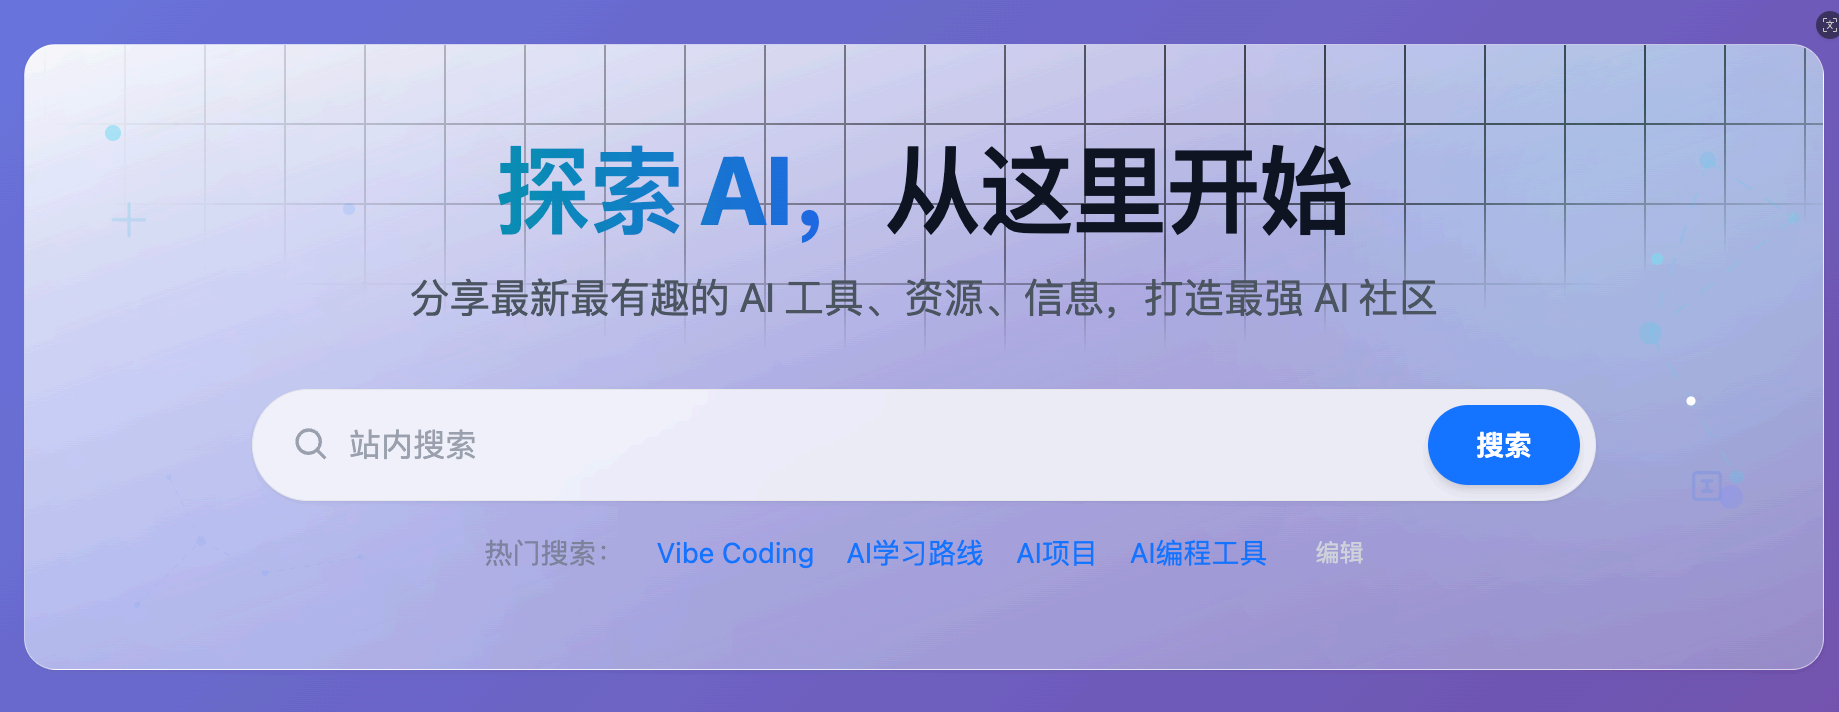 探索 AI，从这里开始
分享最新最有趣的 AI 工具、资源、信息，打造最强 AI 社区
站内搜索
搜索
热门搜索： Vibe Coding AI学习路线 AI项目 AI编程工具 编辑